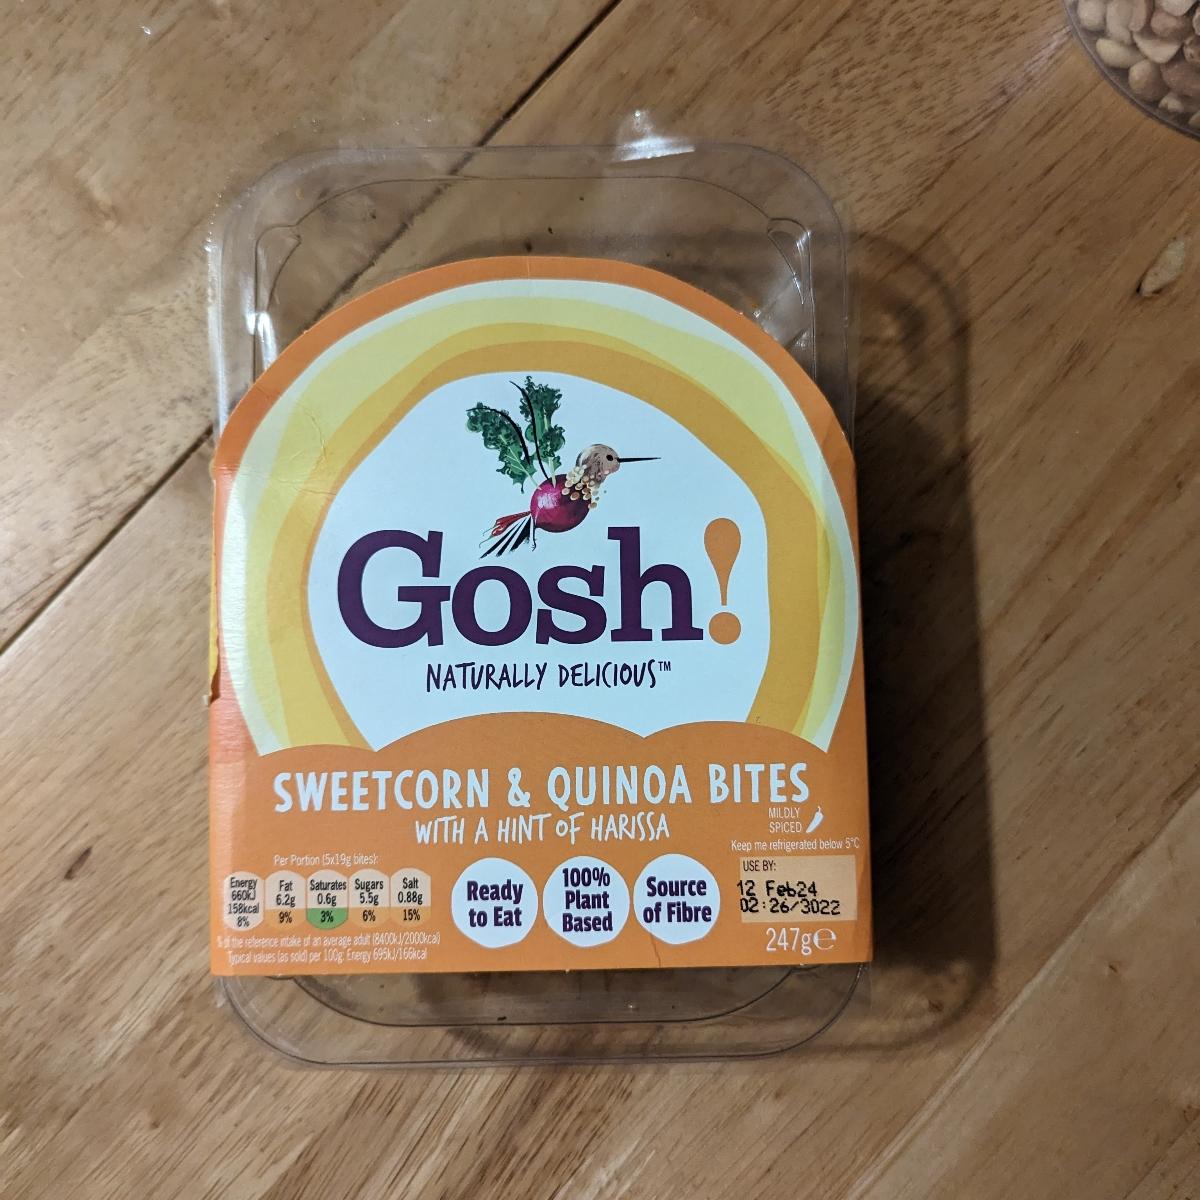 Gosh!
NATURALLY DELICIOUS™
SWEETCORN & QUINOA BITES
WITH A HINT OF HARISSA
MILDLY
SPICED
Keep me refrigerated below 5°C
Per Portion (5x19g bites):
Energy
660kJ
158kcal
8%
Fat
6.2g
9%
Saturates
0.6g
3%
Sugars
5.5g
6%
Salt
0.88g
15%
% of the reference intake of an average adult (8400kJ/2000kcal)
Typical values (as sold) per 100g: Energy 695kJ/166kcal
Ready
to Eat
100%
Plant
Based
Source
of Fibre
USE BY:
12 Feb24
02:26/3022
247g℮